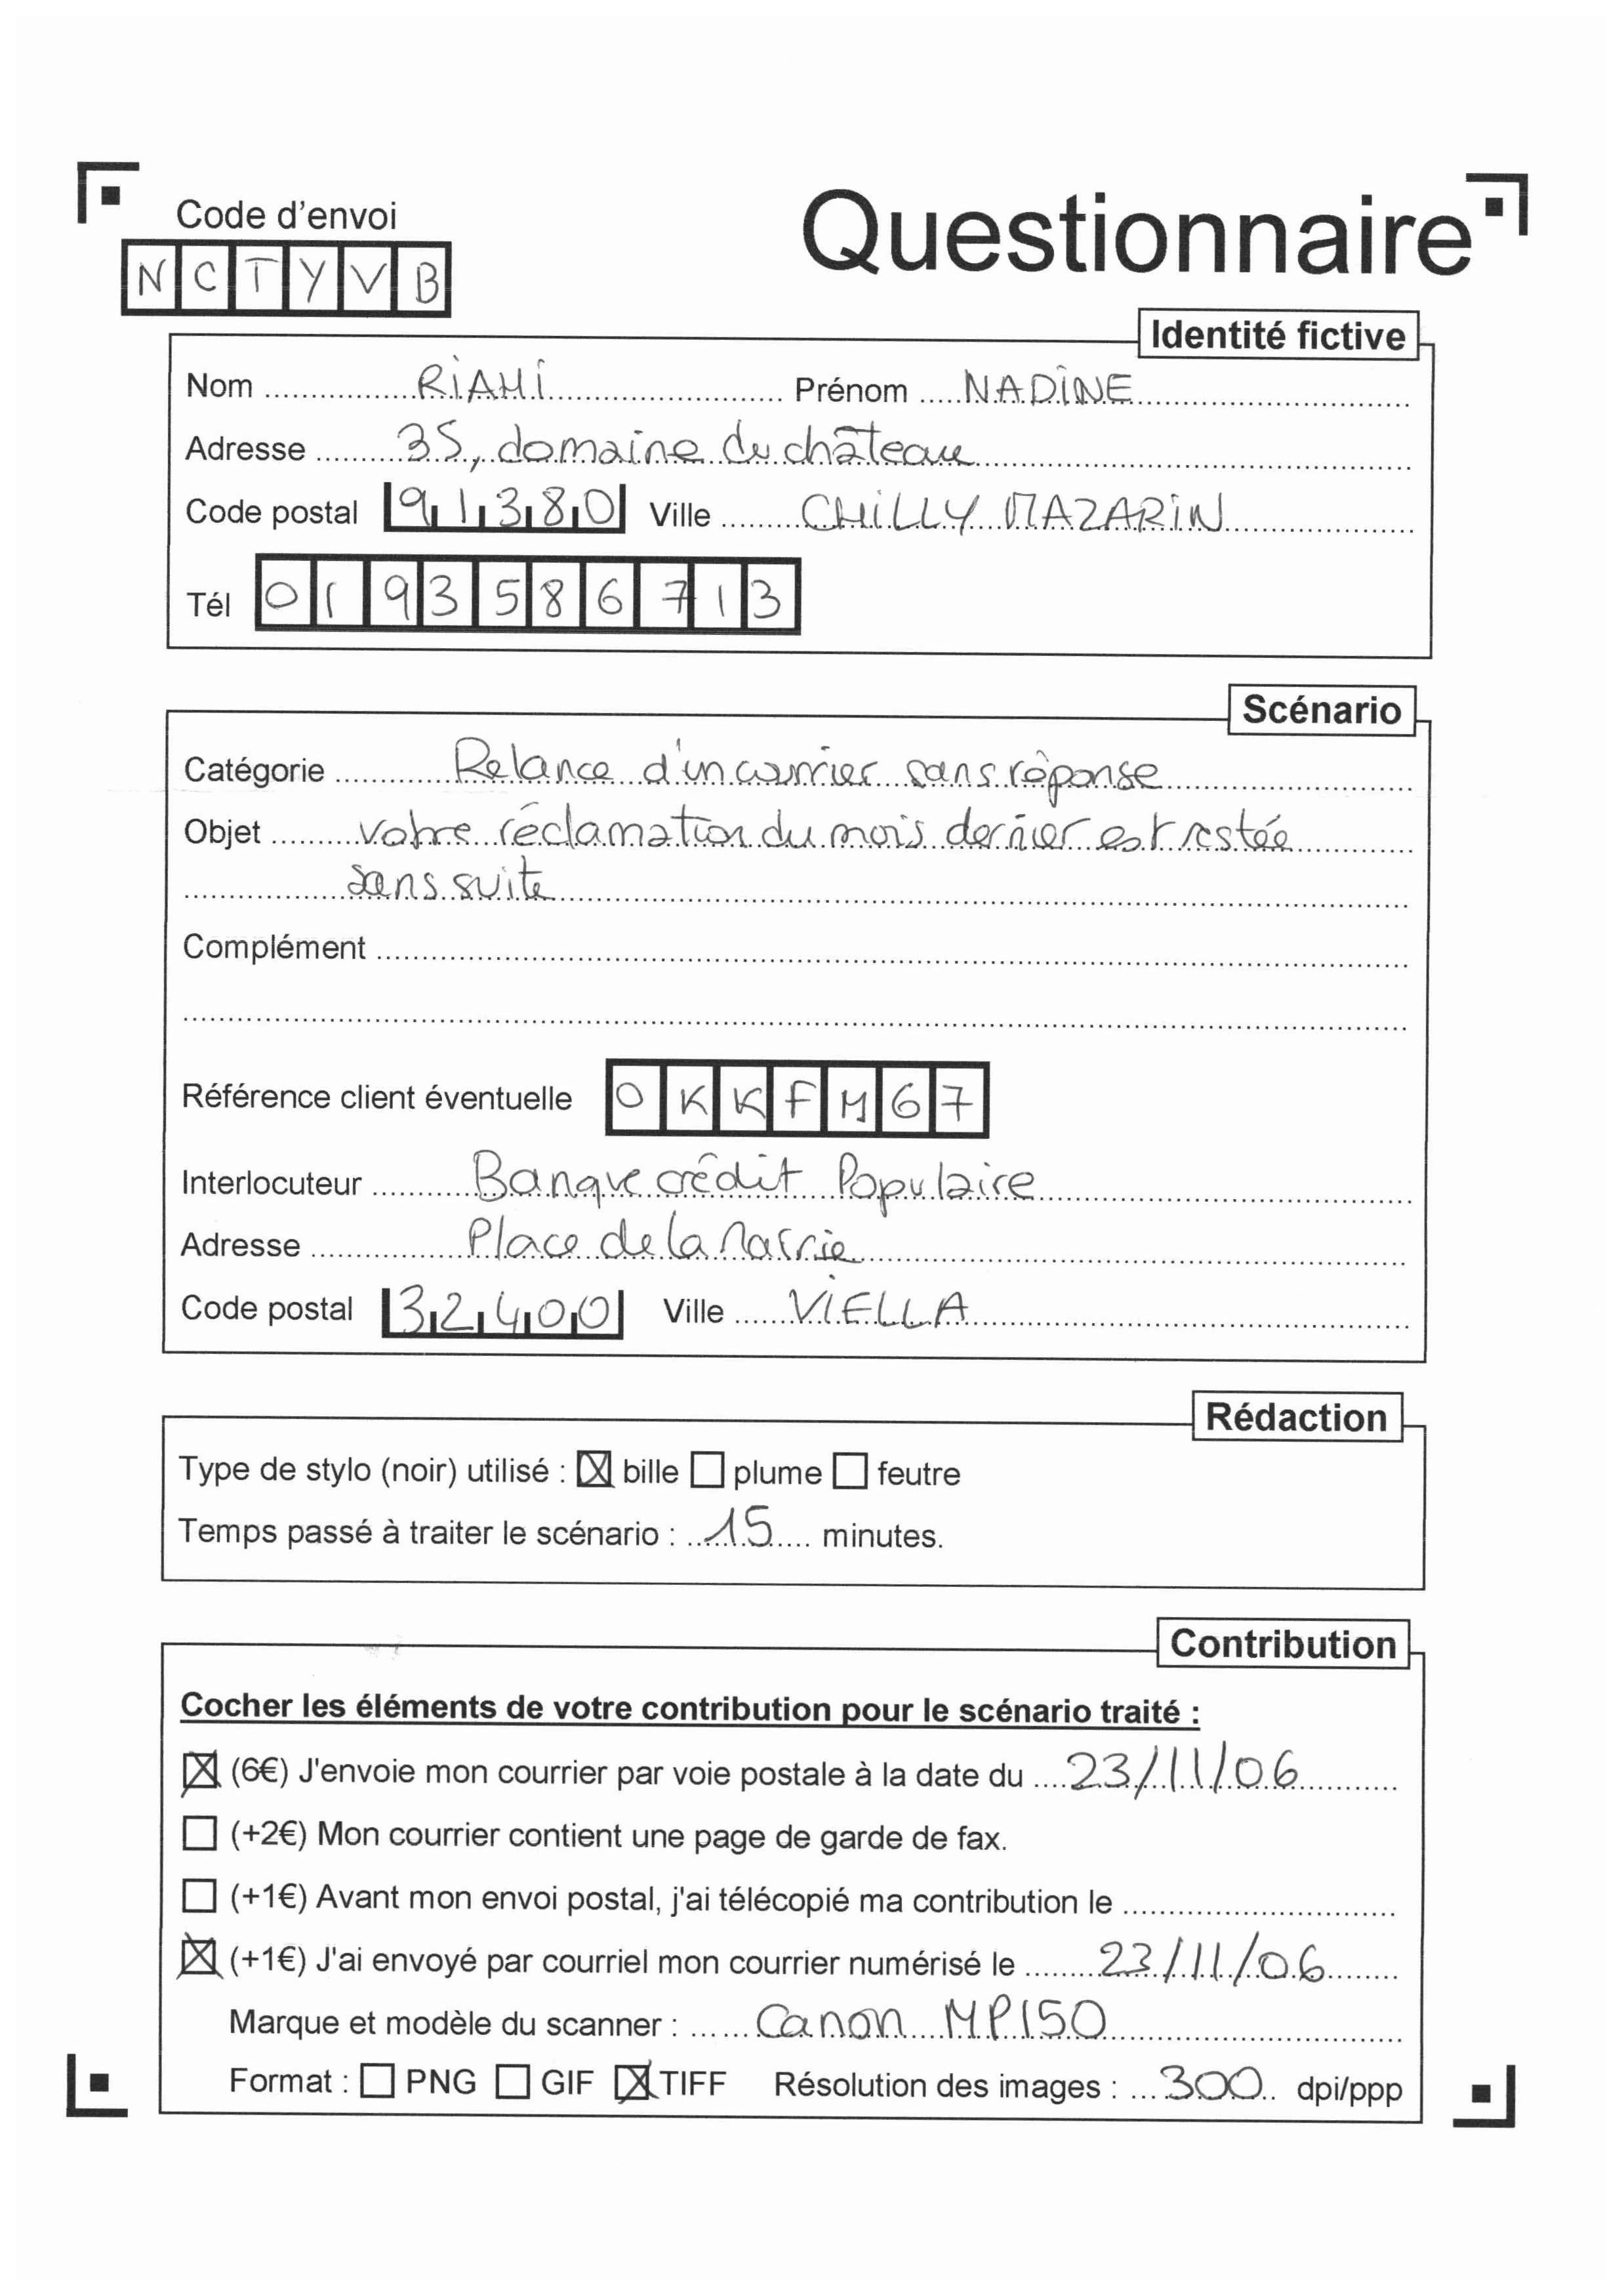 Code d'envoi
Questionnaire
NCTYVB
Identité fictive
Nom RiAHi Prénom NADiNE
Adresse 35, domaine du château
Code postal 91380 Ville CHiLLY MAZARiN
Tél 0193586713
Scénario
Catégorie Relance d'un courrier sans réponse
Objet votre réclamation du mois dernier est restée
sans suite
Complément
Référence client éventuelle OKKFM67
Interlocuteur Banque crédit Populaire
Adresse Place de la Mairie
Code postal 32400 Ville ViELLA
Rédaction
Type de stylo (noir) utilisé : ☒ bille ☐ plume ☐ feutre
Temps passé à traiter le scénario : 15 minutes.
Contribution
Cocher les éléments de votre contribution pour le scénario traité :
☒ (6€) J'envoie mon courrier par voie postale à la date du 23/11/06
☐ (+2€) Mon courrier contient une page de garde de fax.
☐ (+1€) Avant mon envoi postal, j'ai télécopié ma contribution le
☒ (+1€) J'ai envoyé par courriel mon courrier numérisé le 23/11/06
Marque et modèle du scanner : Canon MP150
Format : ☐ PNG ☐ GIF ☒ TIFF Résolution des images : 300 dpi/ppp